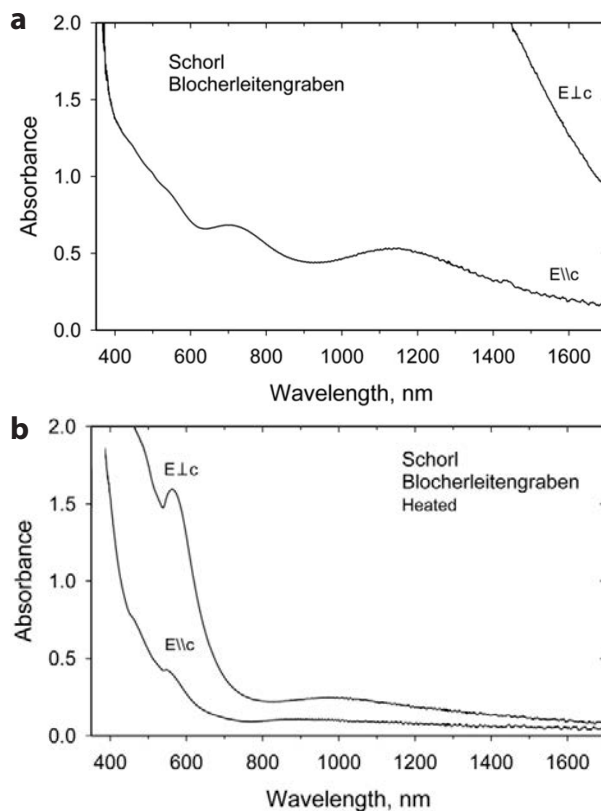 a
2.0
Schorl
Blocherleitengraben
E⊥c
1.5
Absorbance
1.0
0.5
E\\c
0.0
400 600 800 1000 1200 1400 1600
Wavelength, nm
b
2.0
E⊥c
Schorl
Blocherleitengraben
Heated
1.5
Absorbance
1.0
E\\c
0.5
0.0
400 600 800 1000 1200 1400 1600
Wavelength, nm